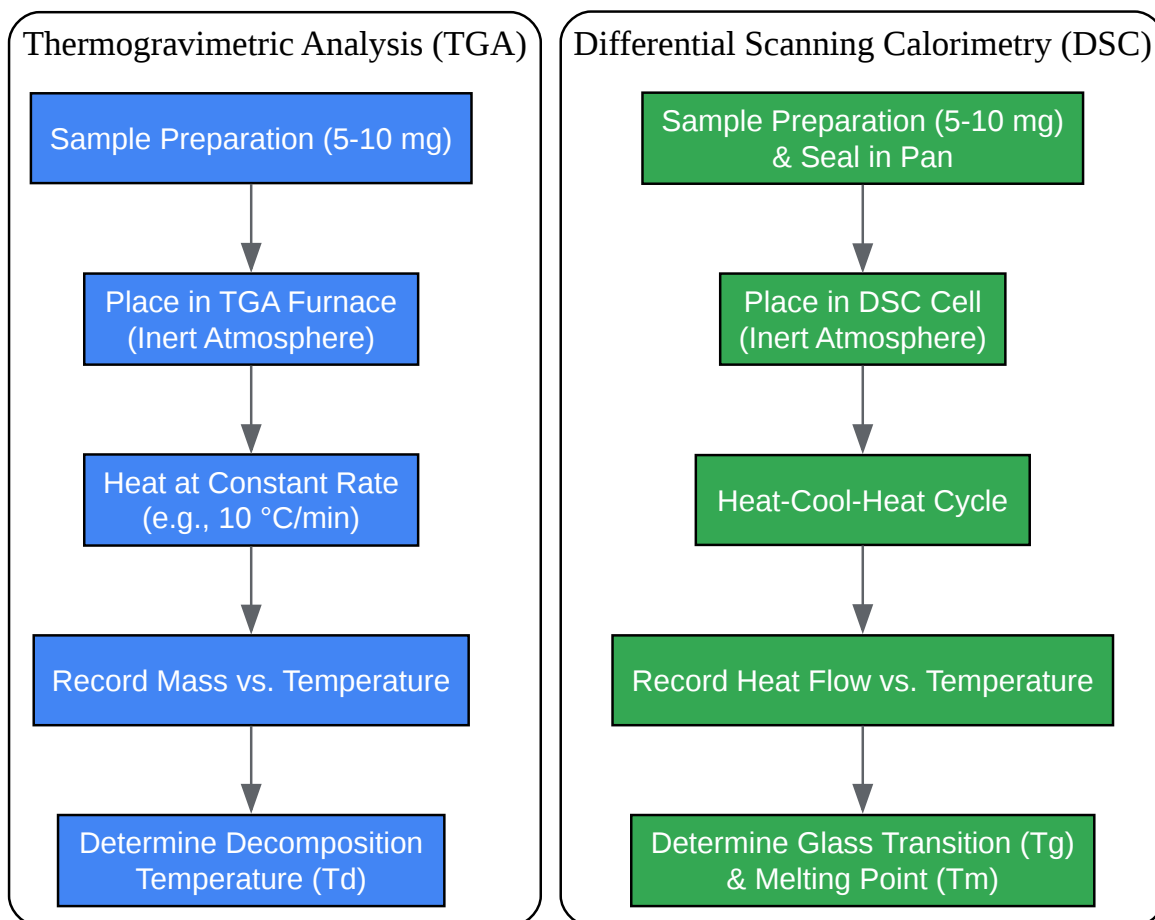 Thermogravimetric Analysis (TGA)
Sample Preparation (5-10 mg)
Place in TGA Furnace
(Inert Atmosphere)
Heat at Constant Rate
(e.g., 10 °C/min)
Record Mass vs. Temperature
Determine Decomposition
Temperature (Td)
Differential Scanning Calorimetry (DSC)
Sample Preparation (5-10 mg)
& Seal in Pan
Place in DSC Cell
(Inert Atmosphere)
Heat-Cool-Heat Cycle
Record Heat Flow vs. Temperature
Determine Glass Transition (Tg)
& Melting Point (Tm)